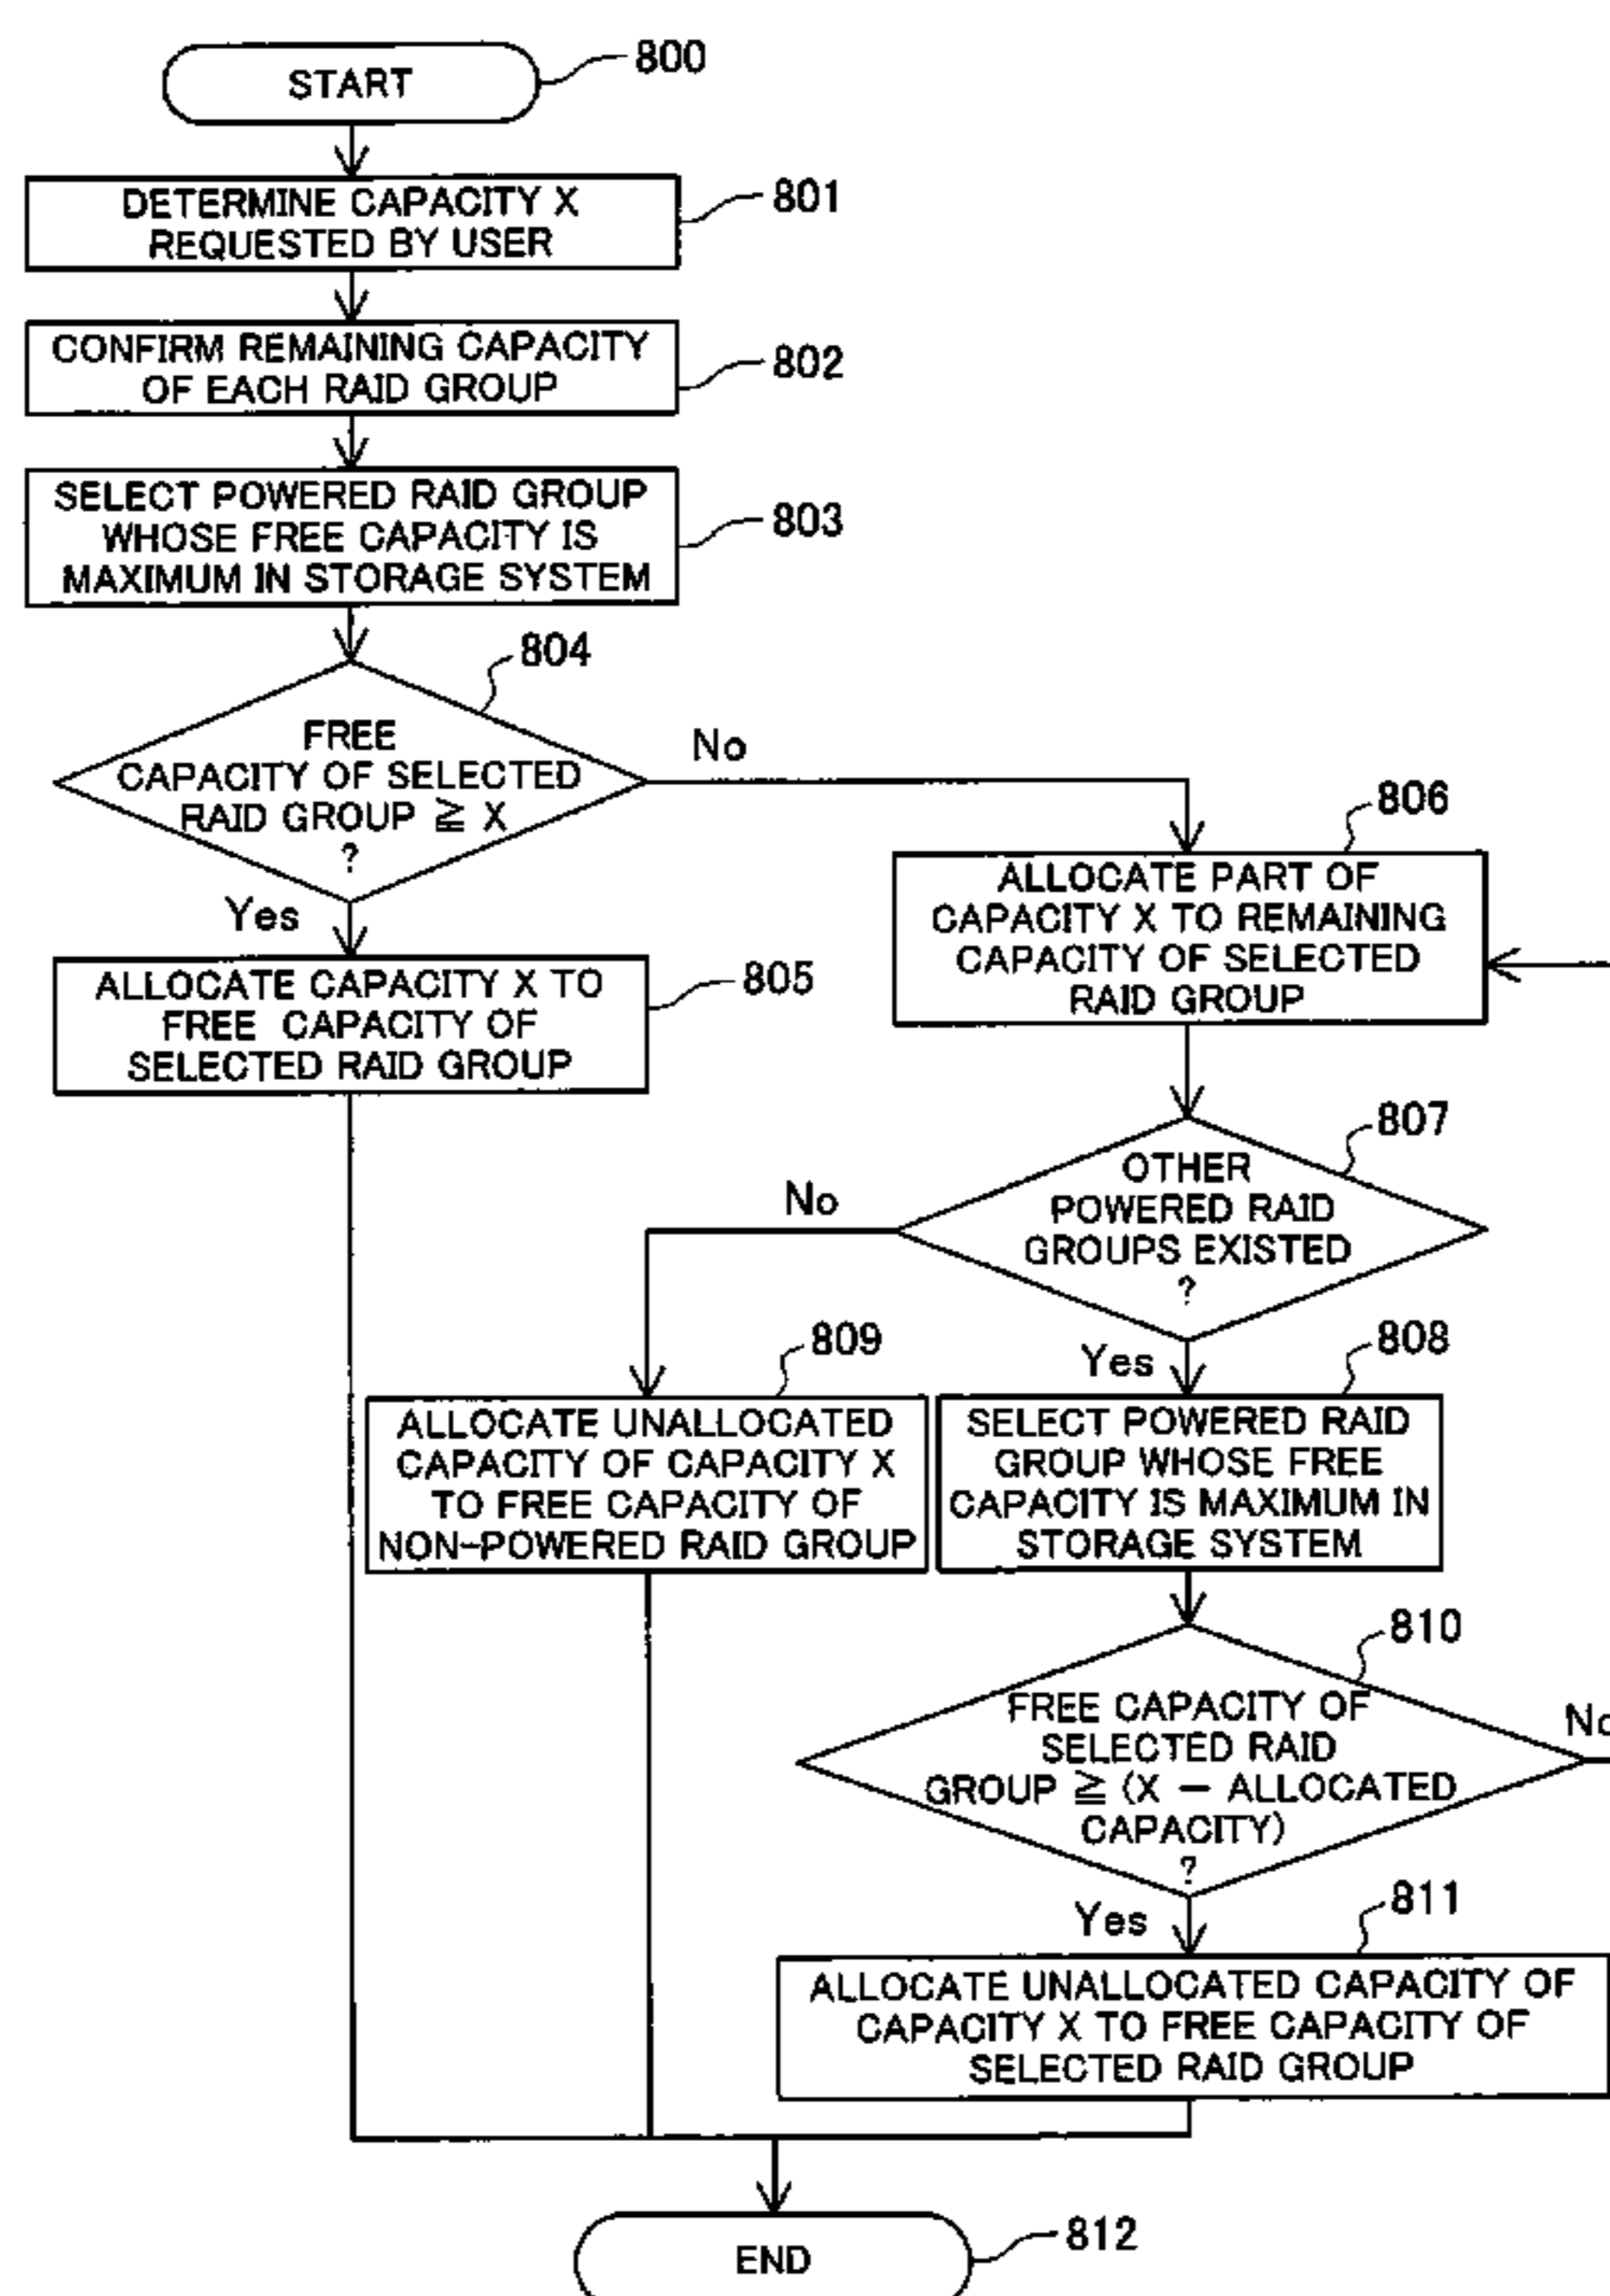 START
800
DETERMINE CAPACITY X
REQUESTED BY USER
801
CONFIRM REMAINING CAPACITY
OF EACH RAID GROUP
802
SELECT POWERED RAID GROUP
WHOSE FREE CAPACITY IS
MAXIMUM IN STORAGE SYSTEM
803
804
FREE
CAPACITY OF SELECTED
RAID GROUP ≧ X
?
No
Yes
ALLOCATE CAPACITY X TO
FREE CAPACITY OF
SELECTED RAID GROUP
805
806
ALLOCATE PART OF
CAPACITY X TO REMAINING
CAPACITY OF SELECTED
RAID GROUP
807
OTHER
POWERED RAID
GROUPS EXISTED
?
No
Yes
809
ALLOCATE UNALLOCATED
CAPACITY OF CAPACITY X
TO FREE CAPACITY OF
NON-POWERED RAID GROUP
808
SELECT POWERED RAID
GROUP WHOSE FREE
CAPACITY IS MAXIMUM IN
STORAGE SYSTEM
810
FREE CAPACITY OF
SELECTED RAID
GROUP ≧ (X － ALLOCATED
CAPACITY)
?
No
Yes
811
ALLOCATE UNALLOCATED CAPACITY OF
CAPACITY X TO FREE CAPACITY OF
SELECTED RAID GROUP
END
812